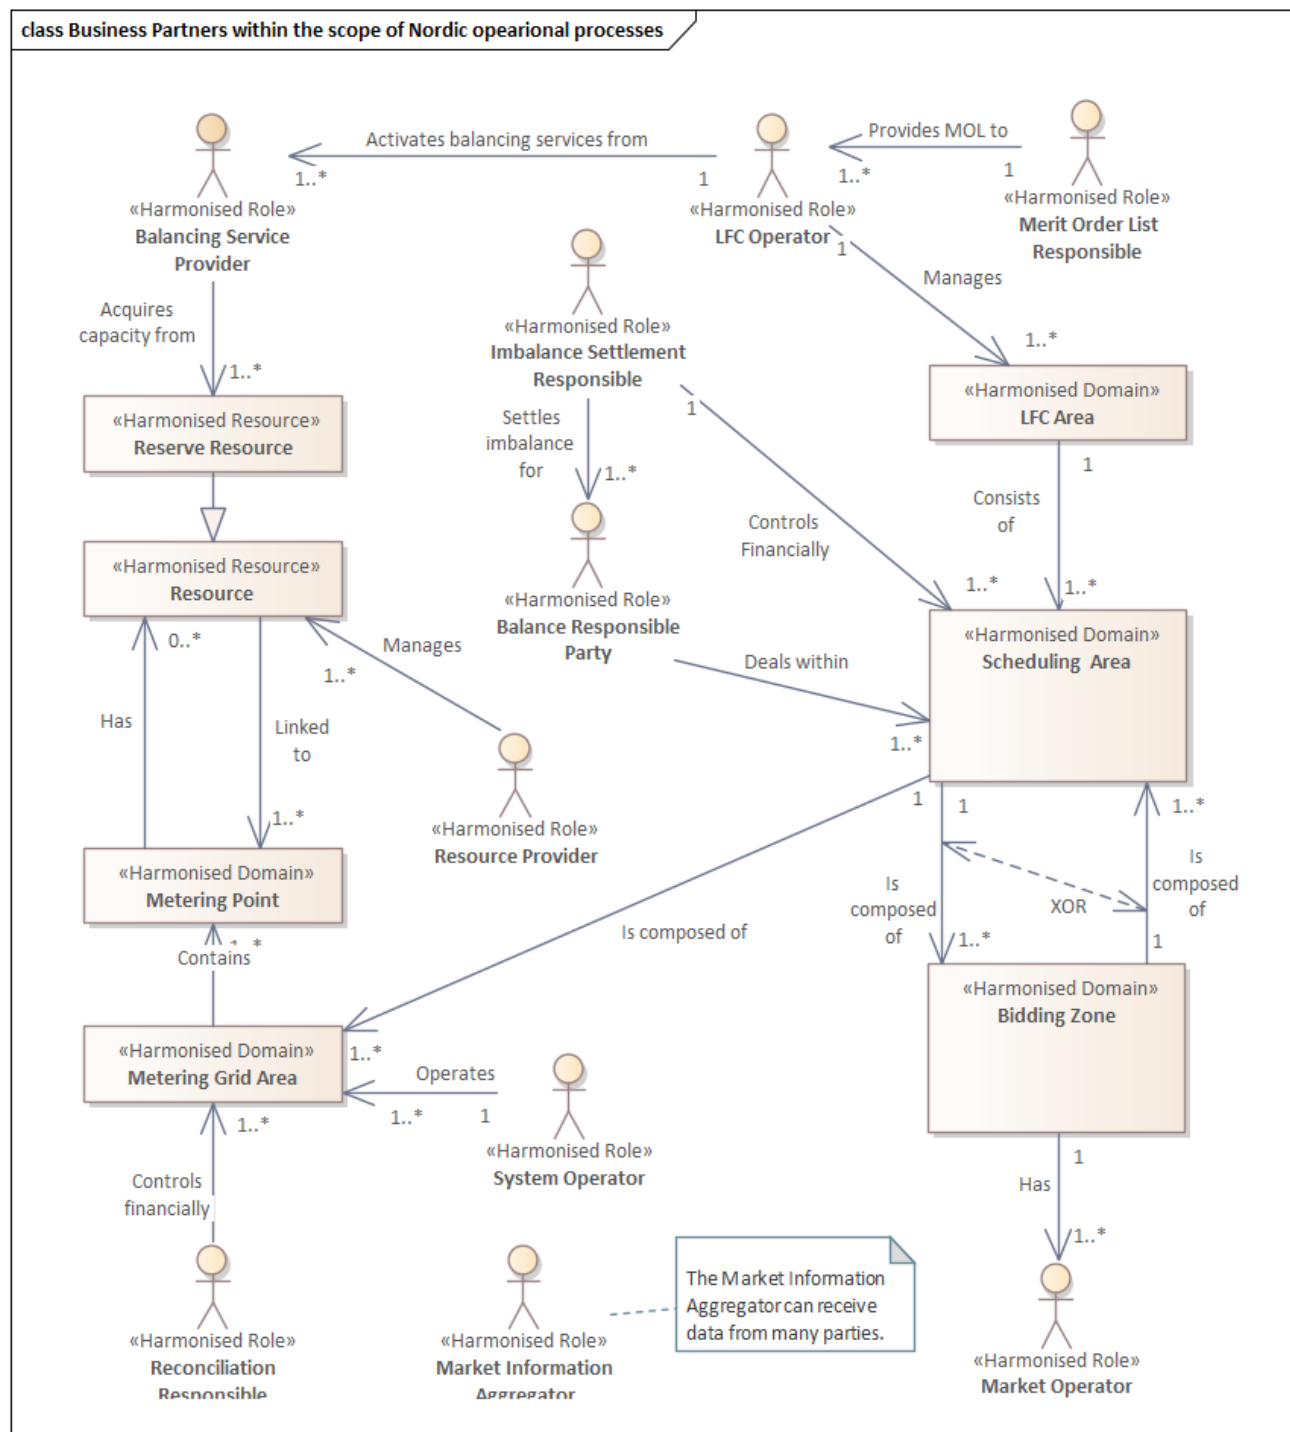 class Business Partners within the scope of Nordic opearional processes
Activates balancing services from
1..*
1
Provides MOL to
1..*
1
«Harmonised Role»
Balancing Service
Provider
«Harmonised Role»
LFC Operator
«Harmonised Role»
Merit Order List
Responsible
1
Manages
1..*
Acquires
capacity from
1..*
«Harmonised Role»
Imbalance Settlement
Responsible
1
Settles
imbalance
for
1..*
«Harmonised Domain»
LFC Area
1
Consists
of
1..*
«Harmonised Resource»
Reserve Resource
Controls
Financially
1..*
«Harmonised Resource»
Resource
«Harmonised Role»
Balance Responsible
Party
«Harmonised Domain»
Scheduling Area
0..*
Manages
1..*
Deals within
1..*
Has
Linked
to
1..*
«Harmonised Role»
Resource Provider
1
1
1..*
«Harmonised Domain»
Metering Point
Is
composed
of
1..*
XOR
Is
composed
of
1
1..*
Contains
Is composed of
1..*
«Harmonised Domain»
Bidding Zone
«Harmonised Domain»
Metering Grid Area
Operates
1..*
1
1..*
«Harmonised Role»
System Operator
1
Has
1..*
Controls
financially
The Market Information
Aggregator can receive
data from many parties.
«Harmonised Role»
Reconciliation
Responsible
«Harmonised Role»
Market Information
Aggregator
«Harmonised Role»
Market Operator